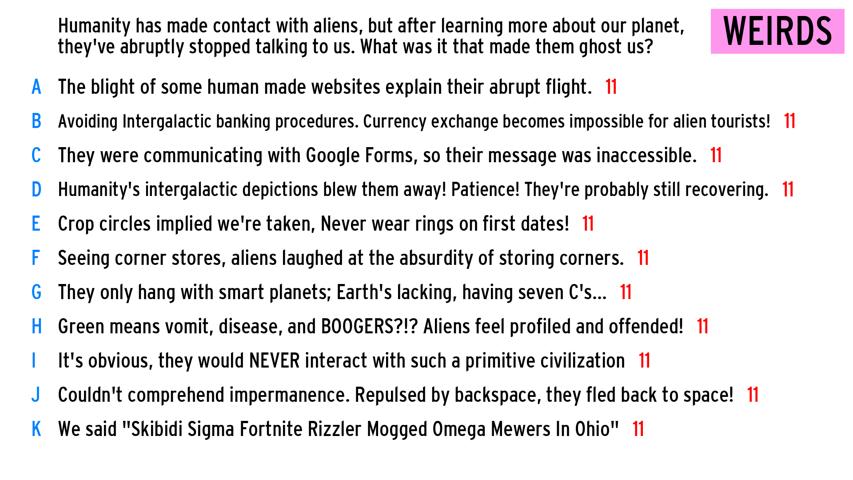 Humanity has made contact with aliens, but after learning more about our planet,
they've abruptly stopped talking to us. What was it that made them ghost us?
WEIRDS
A The blight of some human made websites explain their abrupt flight. 11
B Avoiding Intergalactic banking procedures. Currency exchange becomes impossible for alien tourists! 11
C They were communicating with Google Forms, so their message was inaccessible. 11
D Humanity's intergalactic depictions blew them away! Patience! They're probably still recovering. 11
E Crop circles implied we're taken, Never wear rings on first dates! 11
F Seeing corner stores, aliens laughed at the absurdity of storing corners. 11
G They only hang with smart planets; Earth's lacking, having seven C's... 11
H Green means vomit, disease, and BOOGERS?!? Aliens feel profiled and offended! 11
I It's obvious, they would NEVER interact with such a primitive civilization 11
J Couldn't comprehend impermanence. Repulsed by backspace, they fled back to space! 11
K We said "Skibidi Sigma Fortnite Rizzler Mogged Omega Mewers In Ohio" 11